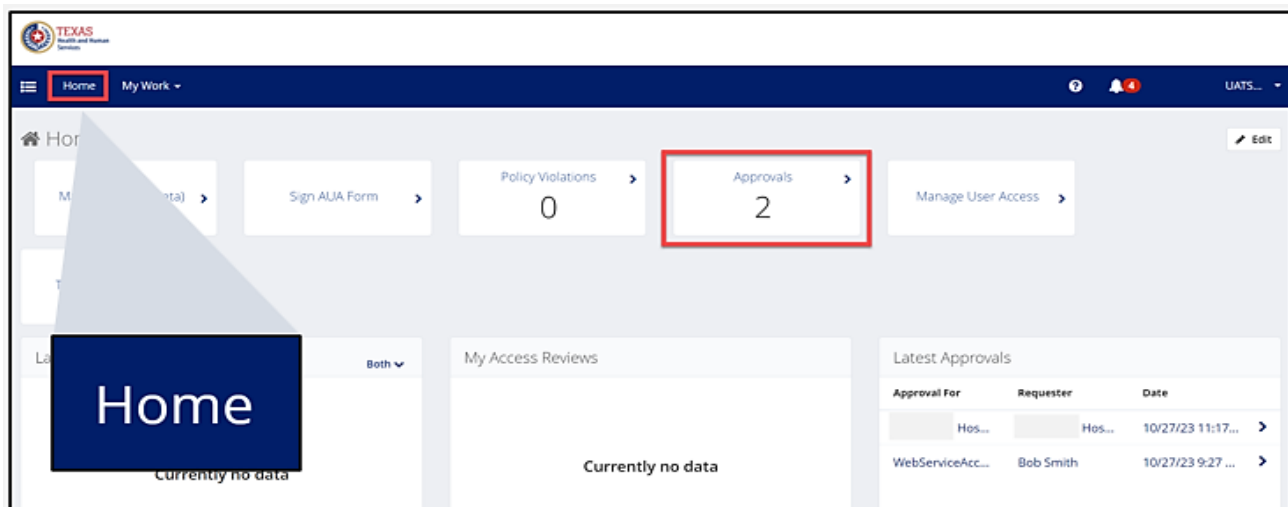 TEXAS
Health and Human
Services
Home
My Work
4
UATS...
Hor
Edit
M
ta)
Sign AUA Form
Policy Violations
0
Approvals
2
Manage User Access
T
La
Both
My Access Reviews
Latest Approvals
Approval For Requester Date
Hos... Hos... 10/27/23 11:17...
WebServiceAcc... Bob Smith 10/27/23 9:27 ...
Home
Currently no data
Currently no data